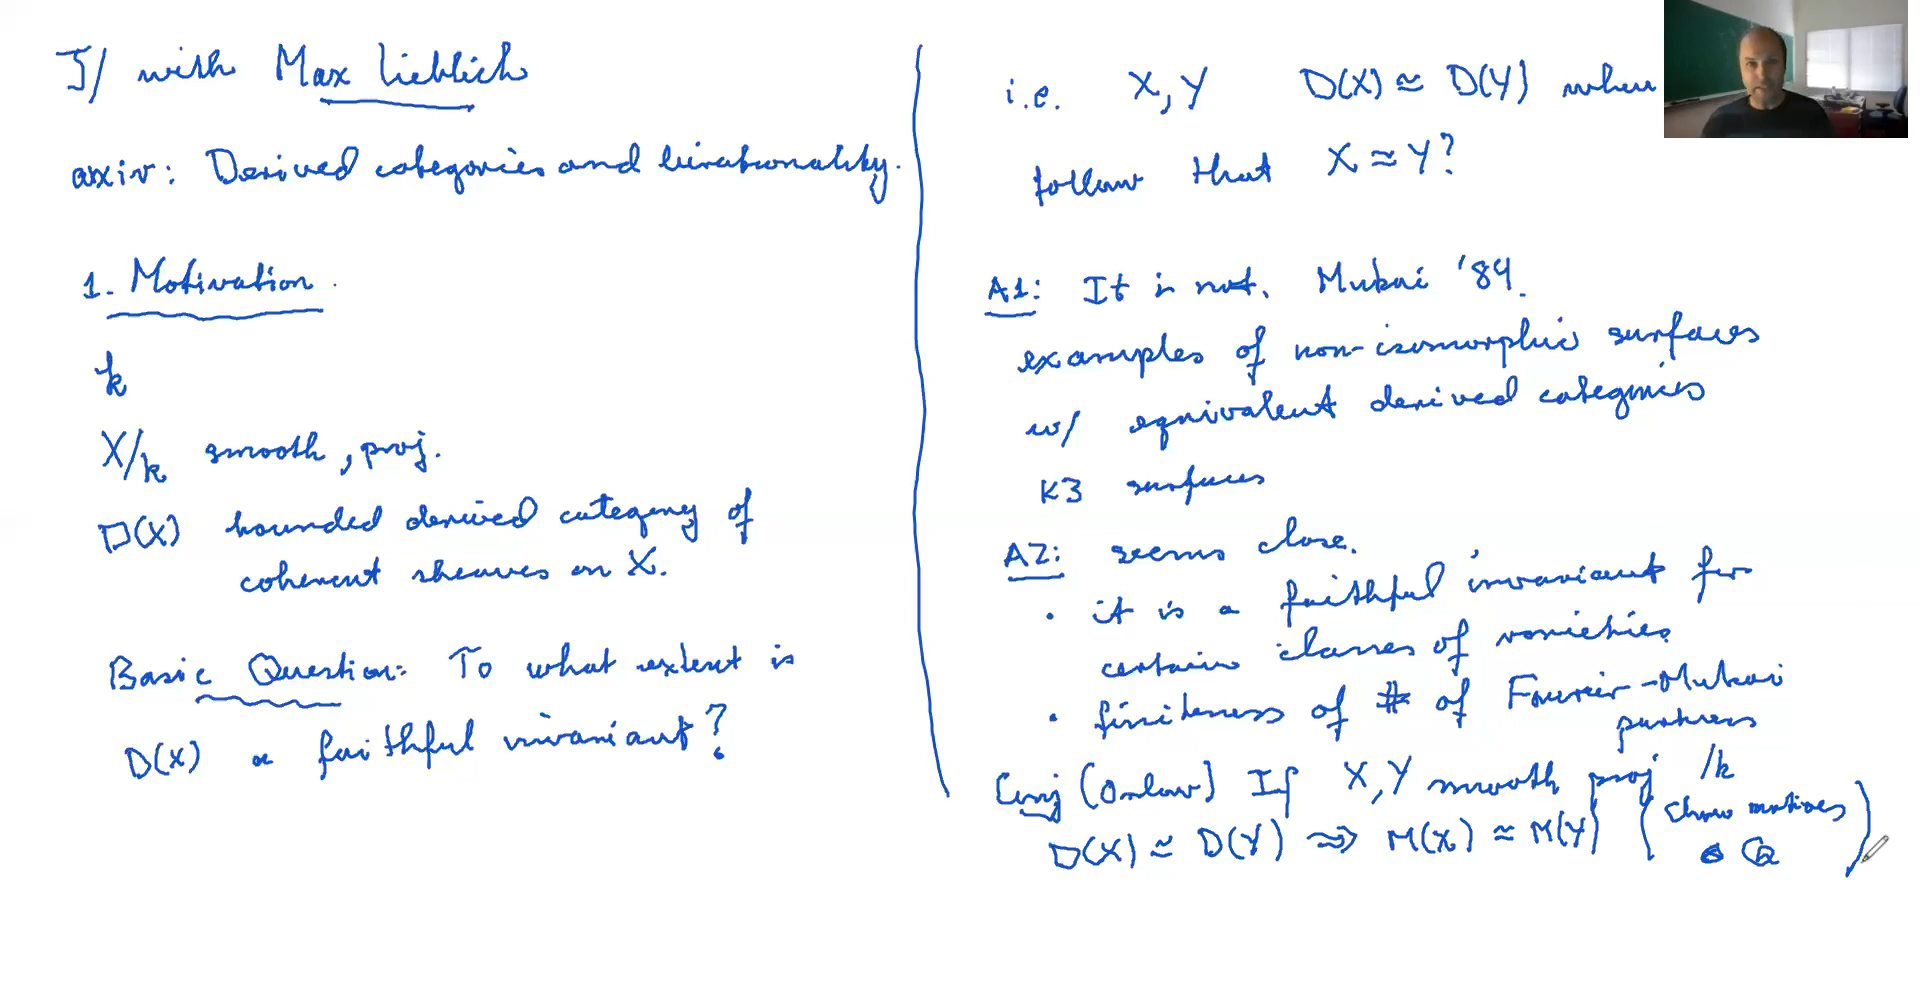 J/ with Max Lieblich
arxiv: Derived categories and birationality.
1. Motivation.
k
X/k smooth, proj.
D(X) bounded derived category of
coherent sheaves on X.
Basic Question: To what extent is
D(X) a faithful invariant?
i.e. X, Y D(X) ≃ D(Y) when
follow that X ≃ Y?
A1: It is not. Mukai '84.
examples of non-isomorphic surfaces
w/ equivalent derived categories
K3 surfaces
A2: seems close.
• it is a faithful invariant for
certain classes of varieties.
• finiteness of # of Fourier-Mukai
partners
Conj (Orlov) If X, Y smooth proj /k
D(X) ≃ D(Y) ⇒ M(X) ≃ M(Y) (Chow motives
⊗ Q)